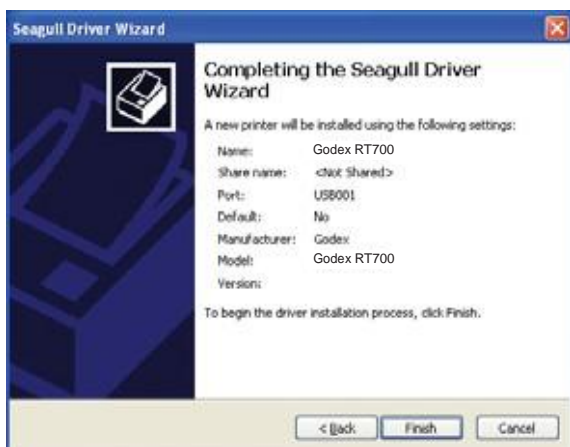 Seagull Driver Wizard
Completing the Seagull Driver
Wizard
A new printer will be installed using the following settings:
Name: Godex RT700
Share name: <Not Shared>
Port: USB001
Default: No
Manufacturer: Godex
Model: Godex RT700
Version:
To begin the driver installation process, click Finish.
< Back Finish Cancel